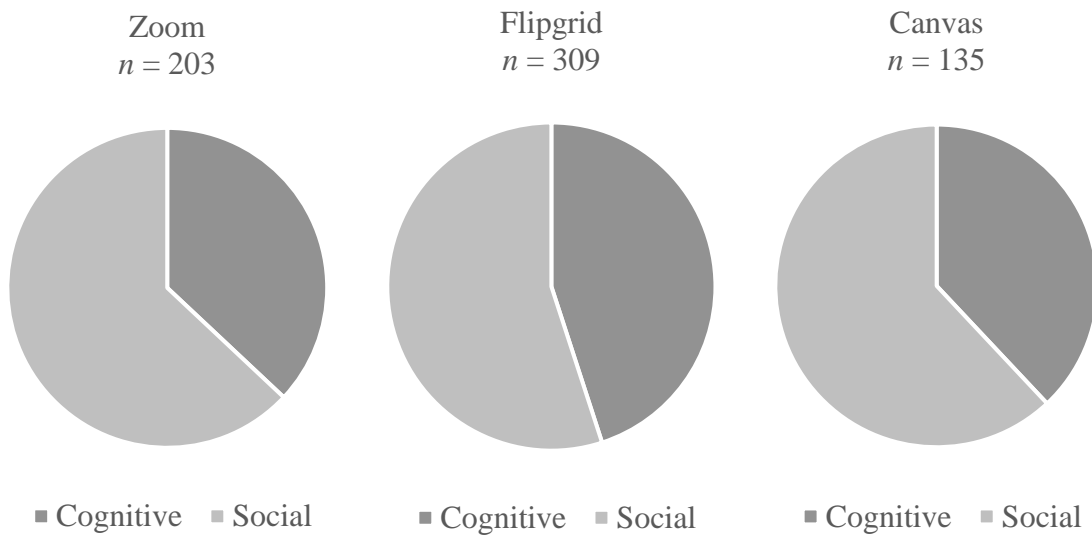 Zoom
n = 203
Flipgrid
n = 309
Canvas
n = 135
Cognitive Social
Cognitive Social
Cognitive Social